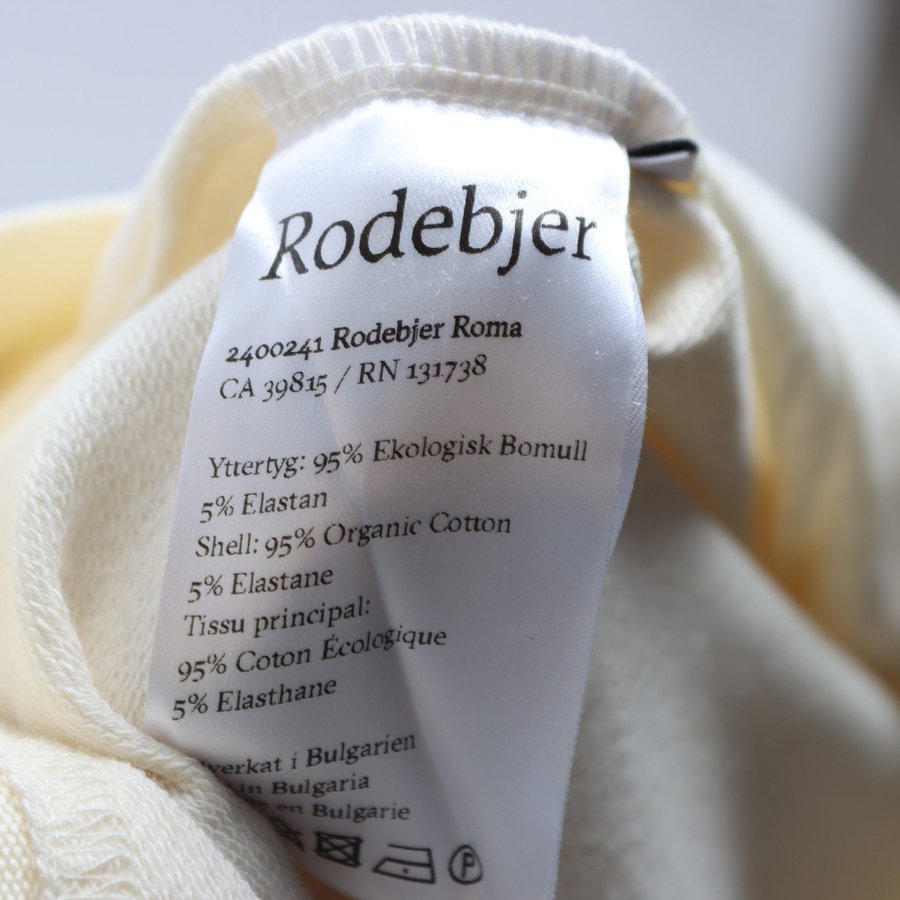 Rodebjer
2400241 Rodebjer Roma
CA 39815 / RN 131738
Yttertyg: 95% Ekologisk Bomull
5% Elastan
Shell: 95% Organic Cotton
5% Elastane
Tissu principal:
95% Coton Écologique
5% Elasthane
i Bulgarien
in Bulgaria
en Bulgarie
P